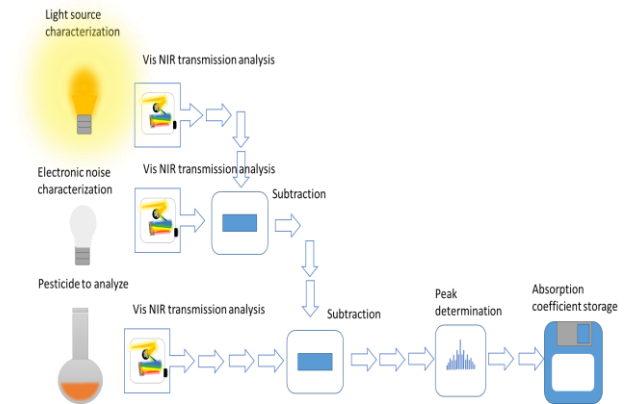 Light source
characterization
Vis NIR transmission analysis
Electronic noise
characterization
Vis NIR transmission analysis
Subtraction
Pesticide to analyze
Vis NIR transmission analysis
Subtraction
Peak
determination
Absorption
coefficient storage